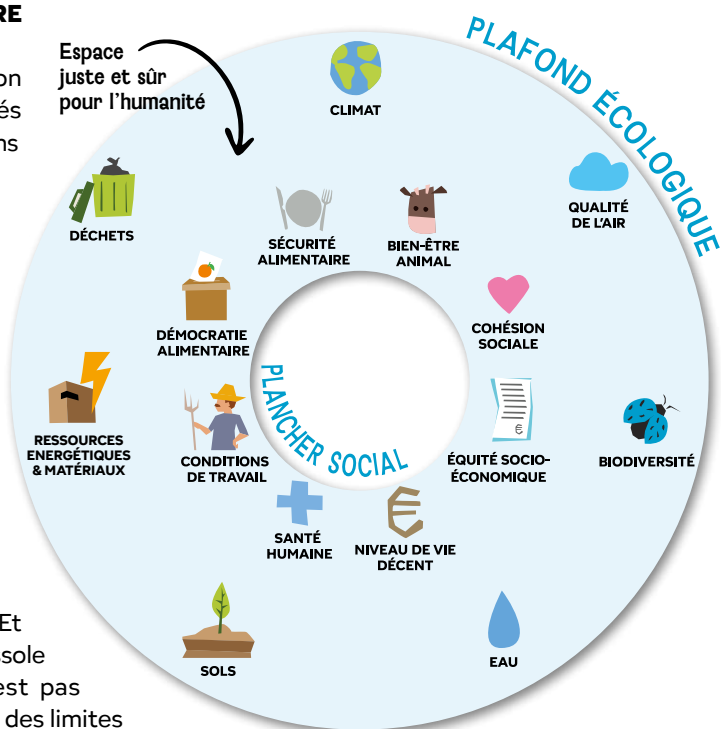 RE
on
és
ns
Espace
juste et sûr
pour l'humanité
PLAFOND ÉCOLOGIQUE
CLIMAT
QUALITÉ
DE L'AIR
DÉCHETS
SÉCURITÉ
ALIMENTAIRE
BIEN-ÊTRE
ANIMAL
DÉMOCRATIE
ALIMENTAIRE
COHÉSION
SOCIALE
PLANCHER SOCIAL
RESSOURCES
ENERGÉTIQUES
& MATÉRIAUX
CONDITIONS
DE TRAVAIL
€
ÉQUITÉ SOCIO-
ÉCONOMIQUE
BIODIVERSITÉ
SANTÉ
HUMAINE
€
NIVEAU DE VIE
DÉCENT
SOLS
EAU
Et
ssole
est pas
des limites